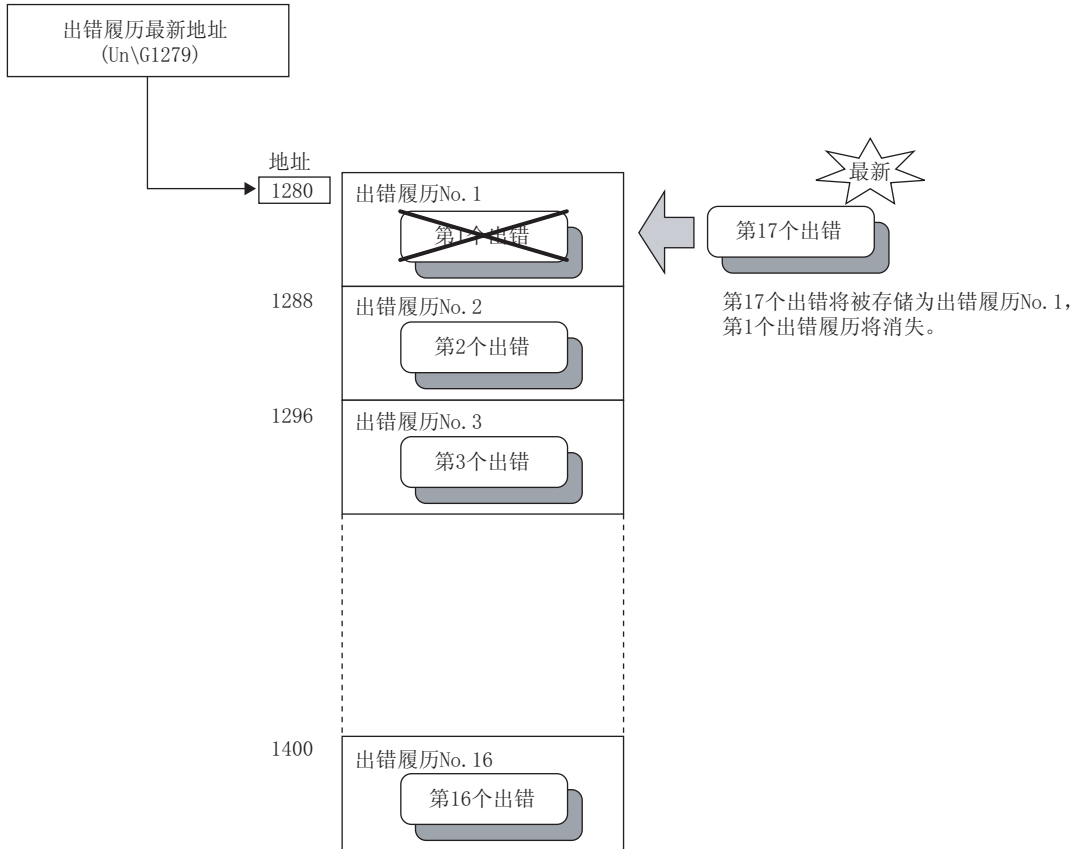 出错履历最新地址
(Un\G1279)
地址
1280
出错履历No.1
第1个出错
最新
第17个出错
第17个出错将被存储为出错履历No.1,
第1个出错履历将消失。
1288
出错履历No.2
第2个出错
1296
出错履历No.3
第3个出错
1400
出错履历No.16
第16个出错